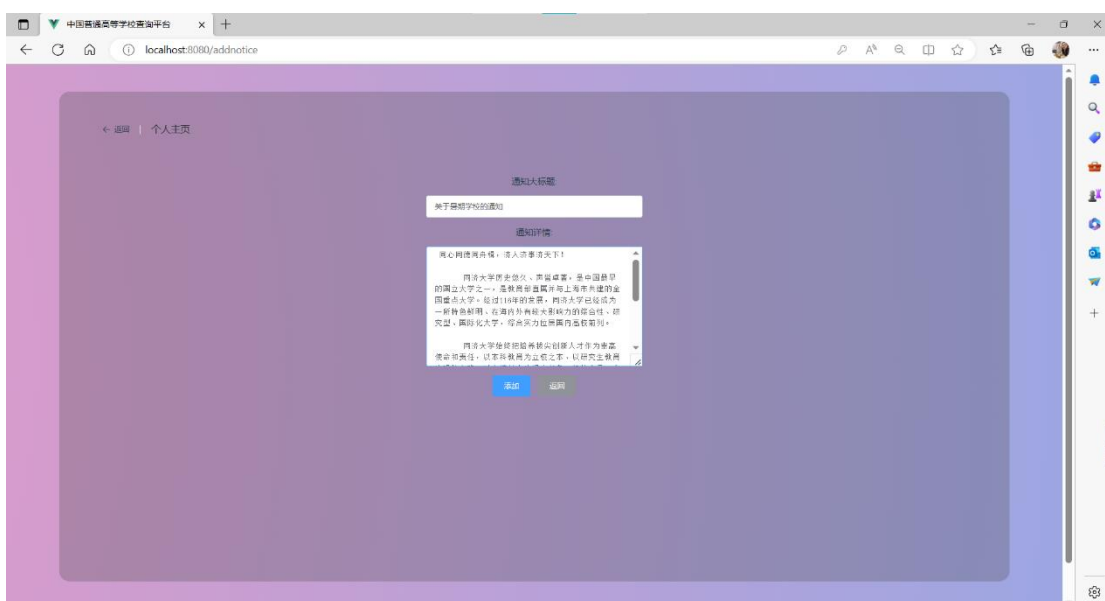 中国普通高等学校查询平台
localhost:8080/addnotice
← 返回 | 个人主页
通知大标题:
关于暑期学校的通知
通知详情:
同心同德同舟楫，济人济事济天下！
同济大学历史悠久、声誉卓著，是中国最早
的国立大学之一，是教育部直属并与上海市共建的全
国重点大学。经过116年的发展，同济大学已经成为
一所特色鲜明、在海内外有较大影响力的综合性、研
究型、国际化大学，综合实力位居国内高校前列。
同济大学始终把培养拔尖创新人才作为崇高
使命和责任，以本科教育为立校之本，以研究生教育
添加 返回